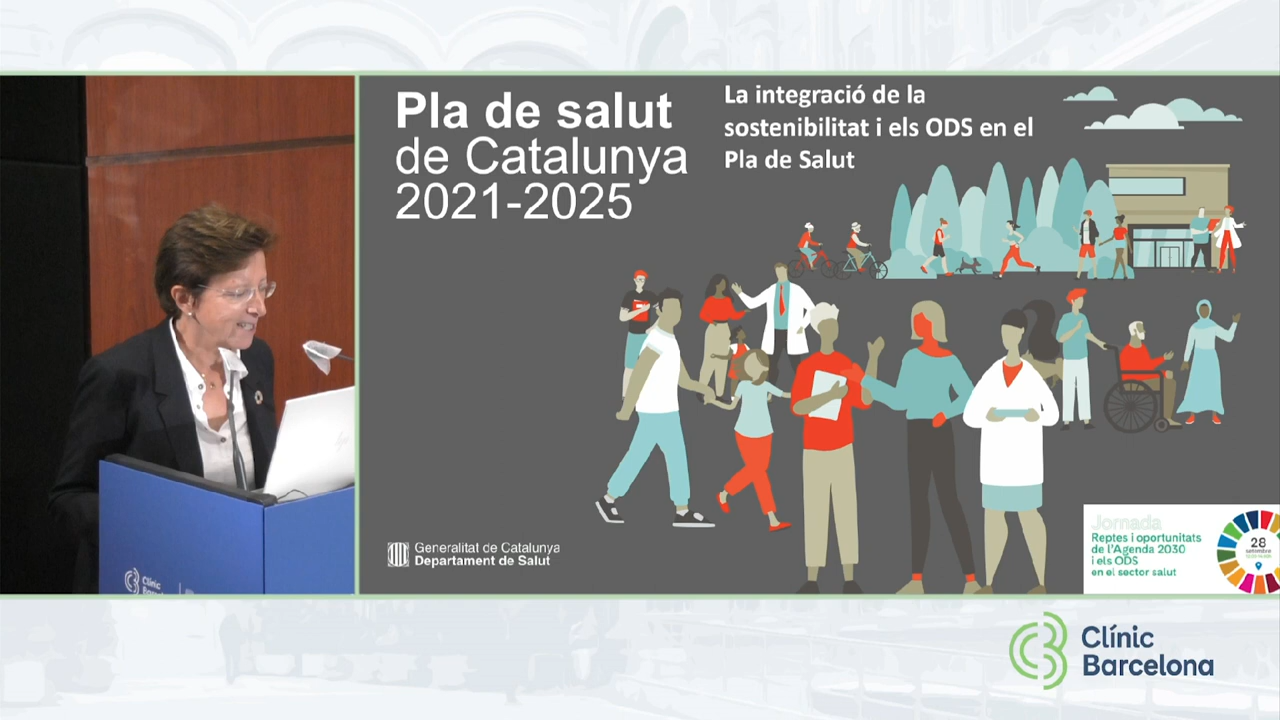 Pla de salut
de Catalunya
2021-2025
La integració de la
sostenibilitat i els ODS en el
Pla de Salut
Generalitat de Catalunya
Departament de Salut
Jornada
Reptes i oportunitats
de l'Agenda 2030
i els ODS
en el sector salut
28
setembre
Clínic
Clínic
Barcelona